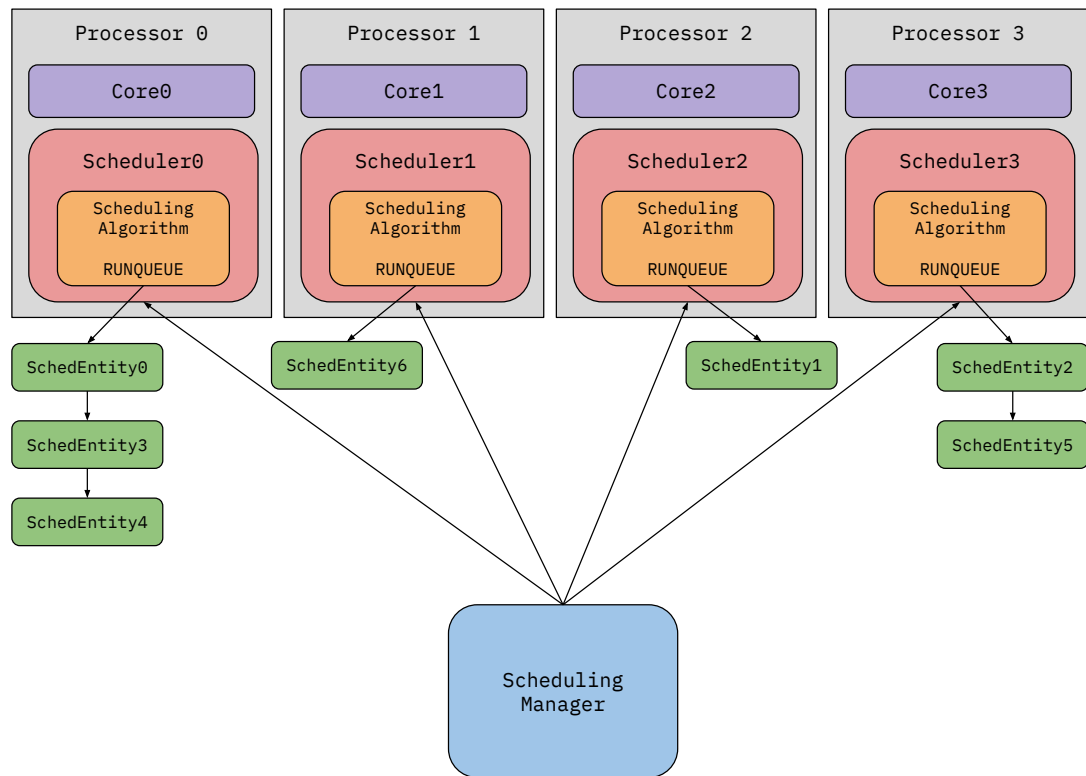 Processor 0
Processor 1
Processor 2
Processor 3
Core0
Core1
Core2
Core3
Scheduler0
Scheduler1
Scheduler2
Scheduler3
Scheduling
Algorithm
RUNQUEUE
Scheduling
Algorithm
RUNQUEUE
Scheduling
Algorithm
RUNQUEUE
Scheduling
Algorithm
RUNQUEUE
SchedEntity0
SchedEntity6
SchedEntity1
SchedEntity2
SchedEntity3
SchedEntity5
SchedEntity4
Scheduling
Manager